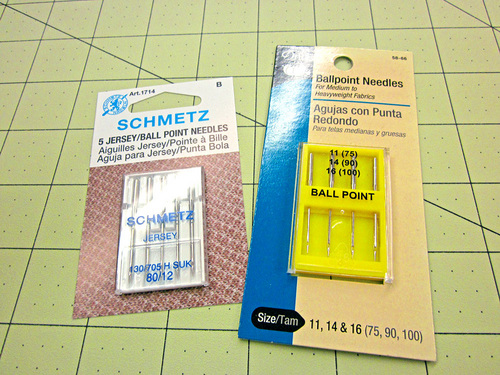 Art.1714
B
SCHMETZ
5 JERSEY/BALL POINT NEEDLES
Aiguilles Jersey/Pointe à Bille
Aguja para Jersey/Punta Bola
SCHMETZ
JERSEY
130/705 H SUK
80/12
Ballpoint Needles
For Medium to
Heavyweight Fabrics
Agujas con Punta
Redondo
Para telas medianas y gruesas
11 (75)
14 (90)
16 (100)
BALL POINT
Size/Tam
11, 14 & 16 (75, 90, 100)